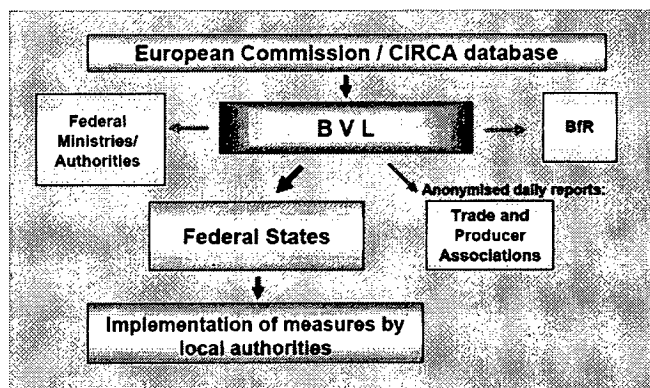 European Commission / CIRCA database
Federal
Ministries/
Authorities
B V L
BfR
Anonymised daily reports:
Federal States
Trade and
Producer
Associations
Implementation of measures by
local authorities